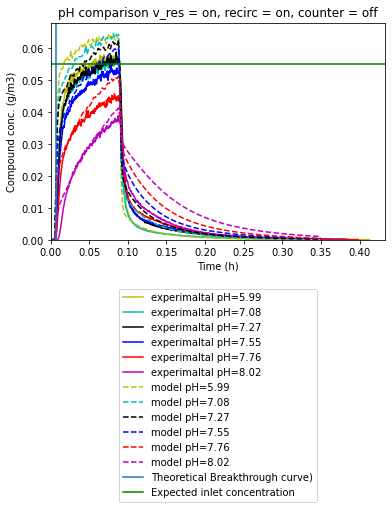 pH comparison v_res = on, recirc = on, counter = off
Compound conc. (g/m3)
0.06
0.05
0.04
0.03
0.02
0.01
0.00
0.00 0.05 0.10 0.15 0.20 0.25 0.30 0.35 0.40
Time (h)
experimaltal pH=5.99
experimaltal pH=7.08
experimaltal pH=7.27
experimaltal pH=7.55
experimaltal pH=7.76
experimaltal pH=8.02
model pH=5.99
model pH=7.08
model pH=7.27
model pH=7.55
model pH=7.76
model pH=8.02
Theoretical Breakthrough curve)
Expected inlet concentration